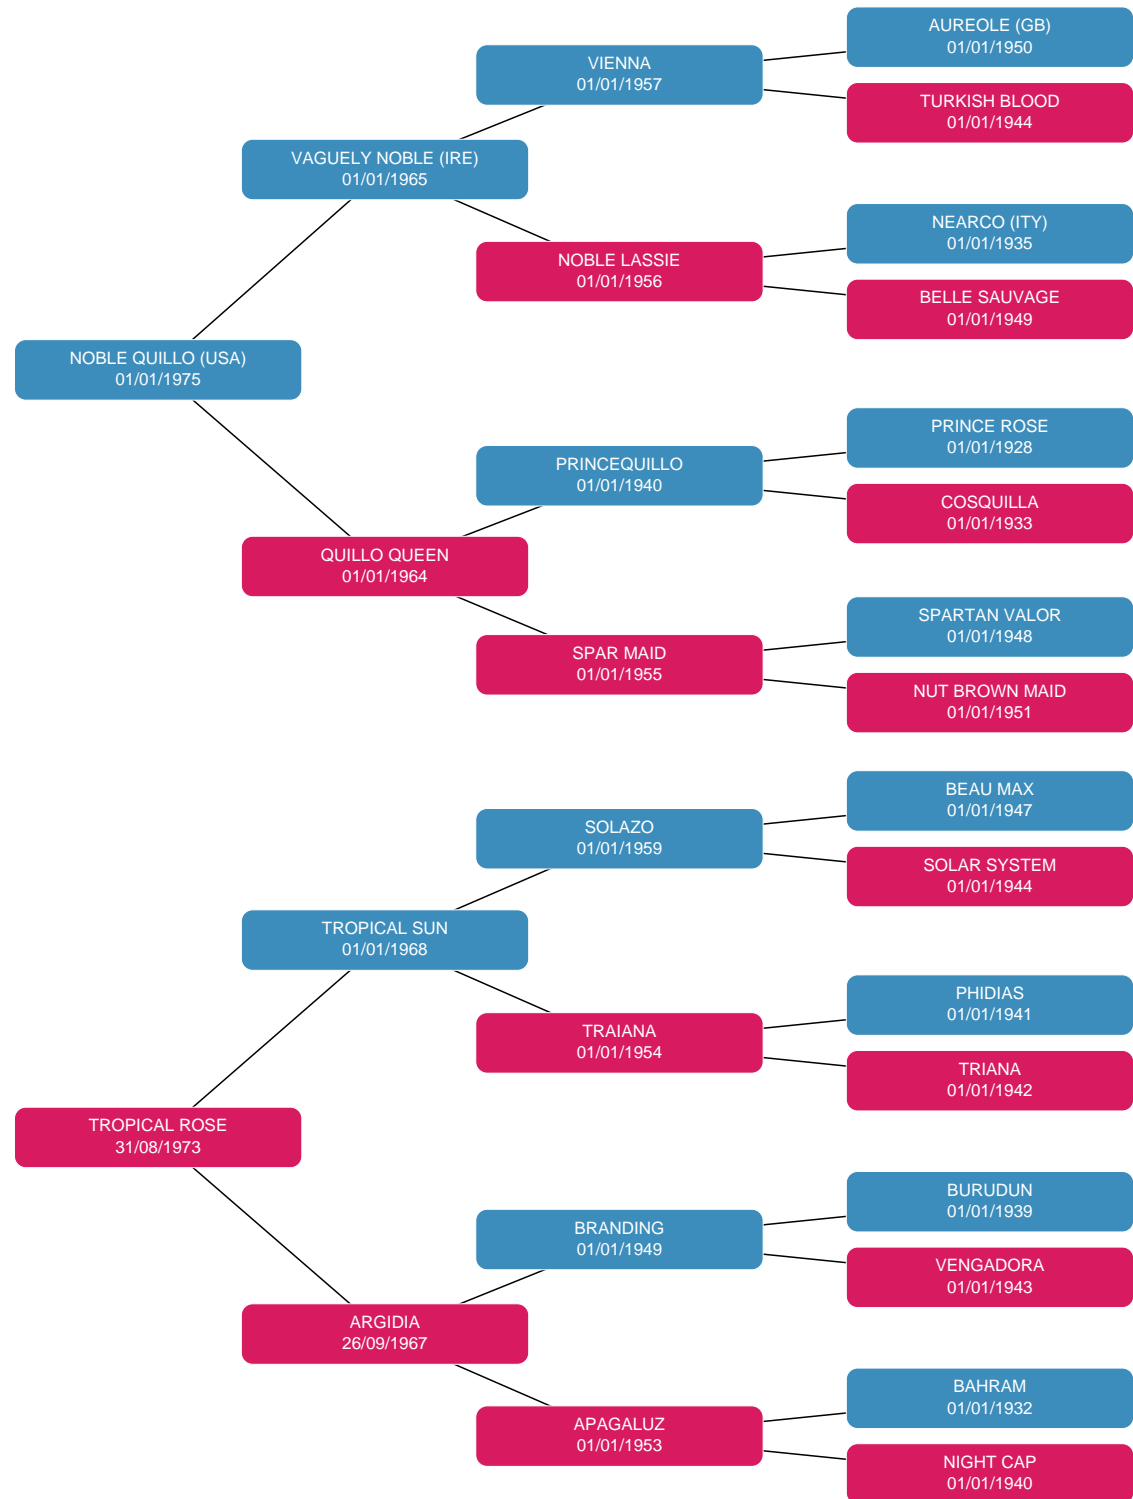 AUREOLE (GB)
01/01/1950
VIENNA
01/01/1957
TURKISH BLOOD
01/01/1944
VAGUELY NOBLE (IRE)
01/01/1965
NEARCO (ITY)
01/01/1935
NOBLE LASSIE
01/01/1956
BELLE SAUVAGE
01/01/1949
NOBLE QUILLO (USA)
01/01/1975
PRINCE ROSE
01/01/1928
PRINCEQUILLO
01/01/1940
COSQUILLA
01/01/1933
QUILLO QUEEN
01/01/1964
SPARTAN VALOR
01/01/1948
SPAR MAID
01/01/1955
NUT BROWN MAID
01/01/1951
BEAU MAX
01/01/1947
SOLAZO
01/01/1959
SOLAR SYSTEM
01/01/1944
TROPICAL SUN
01/01/1968
PHIDIAS
01/01/1941
TRAIANA
01/01/1954
TRIANA
01/01/1942
TROPICAL ROSE
31/08/1973
BURUDUN
01/01/1939
BRANDING
01/01/1949
VENGADORA
01/01/1943
ARGIDIA
26/09/1967
BAHRAM
01/01/1932
APAGALUZ
01/01/1953
NIGHT CAP
01/01/1940